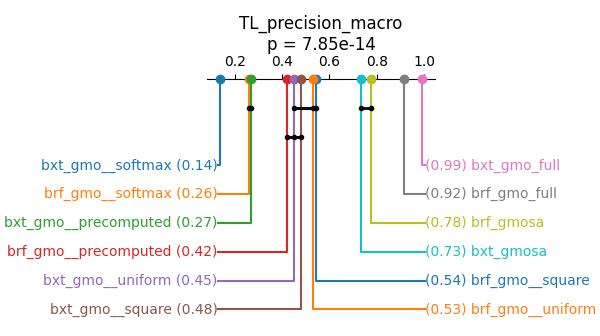 TL_precision_macro
p = 7.85e-14
0.2 0.4 0.6 0.8 1.0
bxt_gmo__softmax (0.14) (0.99) bxt_gmo_full
brf_gmo__softmax (0.26) (0.92) brf_gmo_full
bxt_gmo__precomputed (0.27) (0.78) brf_gmosa
brf_gmo__precomputed (0.42) (0.73) bxt_gmosa
bxt_gmo__uniform (0.45) (0.54) brf_gmo__square
bxt_gmo__square (0.48) (0.53) brf_gmo__uniform